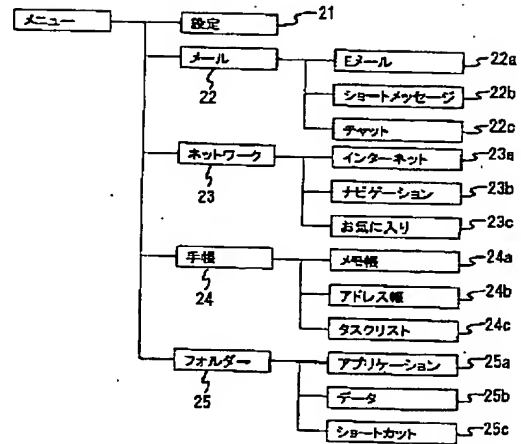 メニュー
設定
21
メール
22
Eメール
22a
ショートメッセージ
22b
チャット
22c
ネットワーク
23
インターネット
23a
ナビゲーション
23b
お気に入り
23c
手帳
24
メモ帳
24a
アドレス帳
24b
タスクリスト
24c
フォルダー
25
アプリケーション
25a
データ
25b
ショートカット
25c